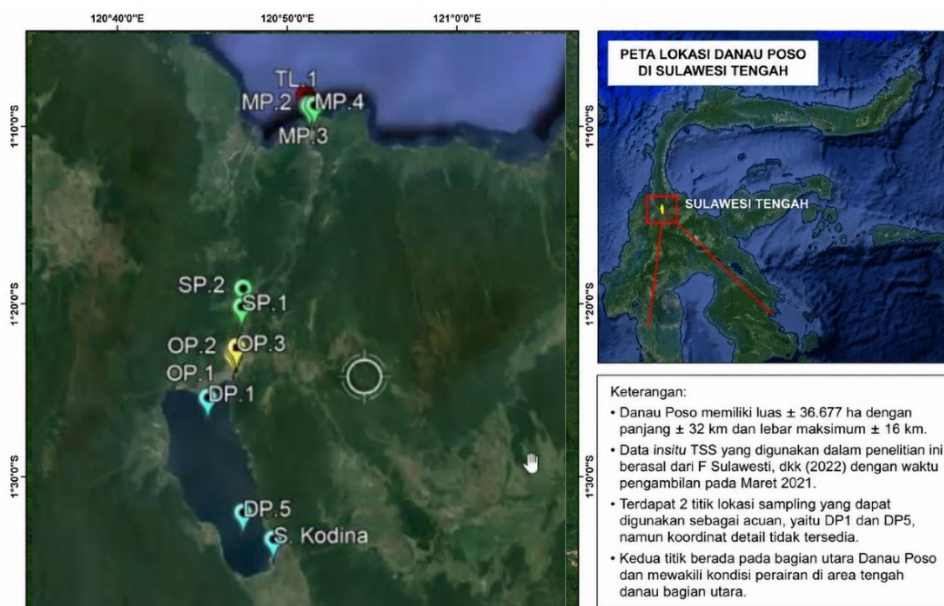 120°40'0"E
120°50'0"E
121°0'0"E
1°10'0"S
1°20'0"S
1°30'0"S
TL.1
MP.2
MP.4
MP.3
SP.2
SP.1
OP.2
OP.3
OP.1
DP.1
DP.5
S. Kodina
PETA LOKASI DANAU POSO
DI SULAWESI TENGAH
1°10'0"S
1°20'0"S
1°30'0"S
SULAWESI TENGAH
Keterangan:
• Danau Poso memiliki luas ± 36.677 ha dengan
panjang ± 32 km dan lebar maksimum ± 16 km.
• Data insitu TSS yang digunakan dalam penelitian ini
berasal dari F Sulawesti, dkk (2022) dengan waktu
pengambilan pada Maret 2021.
• Terdapat 2 titik lokasi sampling yang dapat
digunakan sebagai acuan, yaitu DP1 dan DP5,
namun koordinat detail tidak tersedia.
• Kedua titik berada pada bagian utara Danau Poso
dan mewakili kondisi perairan di area tengah
danau bagian utara.